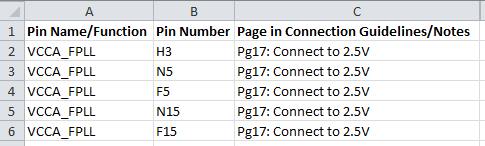 A B C
1 Pin Name/Function Pin Number Page in Connection Guidelines/Notes
2 VCCA_FPLL H3 Pg17: Connect to 2.5V
3 VCCA_FPLL N5 Pg17: Connect to 2.5V
4 VCCA_FPLL F5 Pg17: Connect to 2.5V
5 VCCA_FPLL N15 Pg17: Connect to 2.5V
6 VCCA_FPLL F15 Pg17: Connect to 2.5V